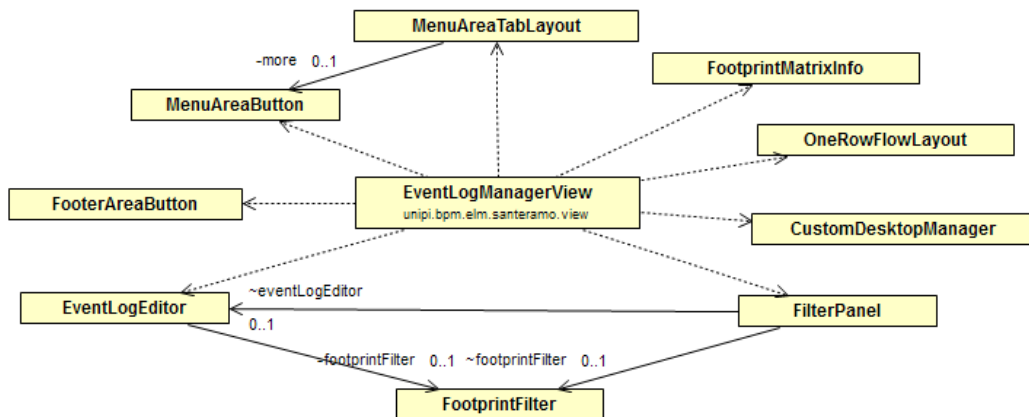 MenuAreaTabLayout
-more 0..1
FootprintMatrixInfo
MenuAreaButton
OneRowFlowLayout
EventLogManagerView
unipi.bpm.elm.santeramo.view
FooterAreaButton
CustomDesktopManager
~eventLogEditor
EventLogEditor
FilterPanel
0..1
-footprintFilter 0..1 ~footprintFilter 0..1
FootprintFilter